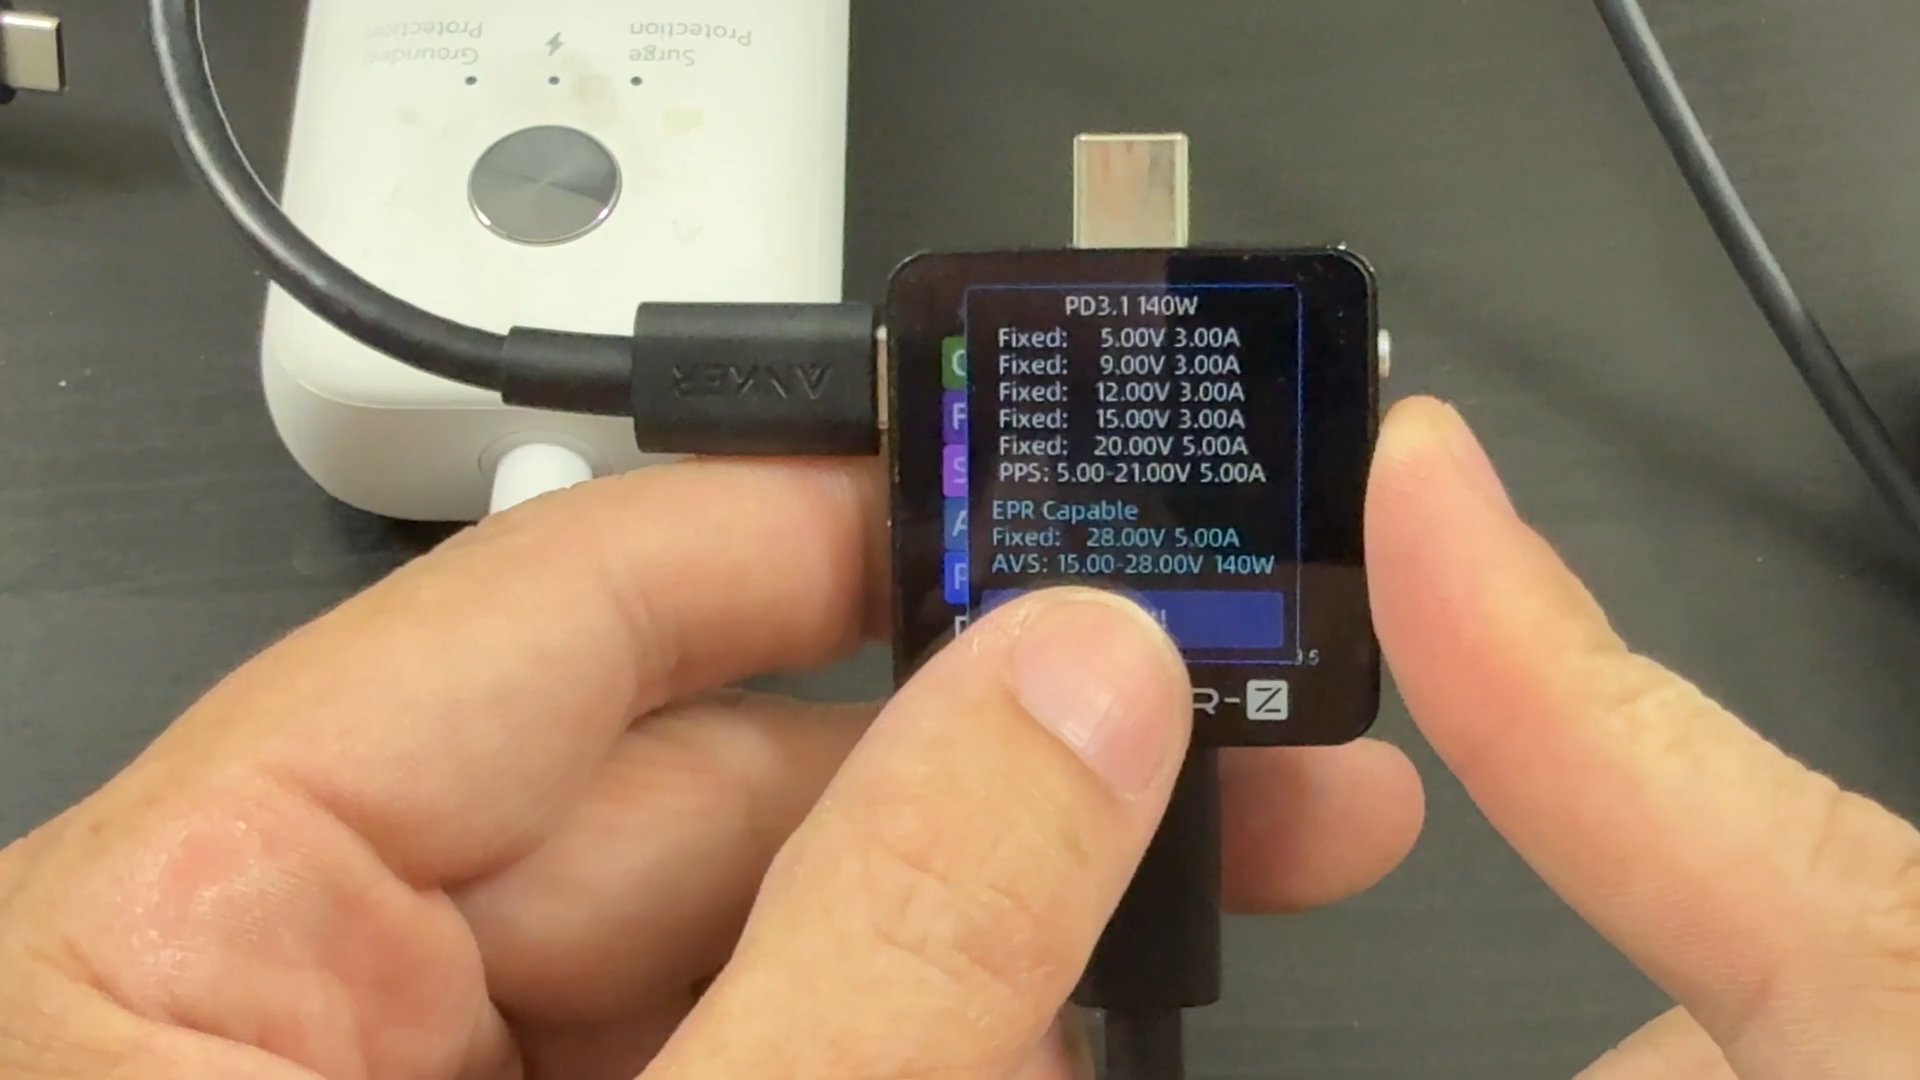 Surge
Protection
Grounded
Protection
ANKER
PD3.1 140W
Fixed: 5.00V 3.00A
Fixed: 9.00V 3.00A
Fixed: 12.00V 3.00A
Fixed: 15.00V 3.00A
Fixed: 20.00V 5.00A
PPS: 5.00-21.00V 5.00A
EPR Capable
Fixed: 28.00V 5.00A
AVS: 15.00-28.00V 140W
R-Z